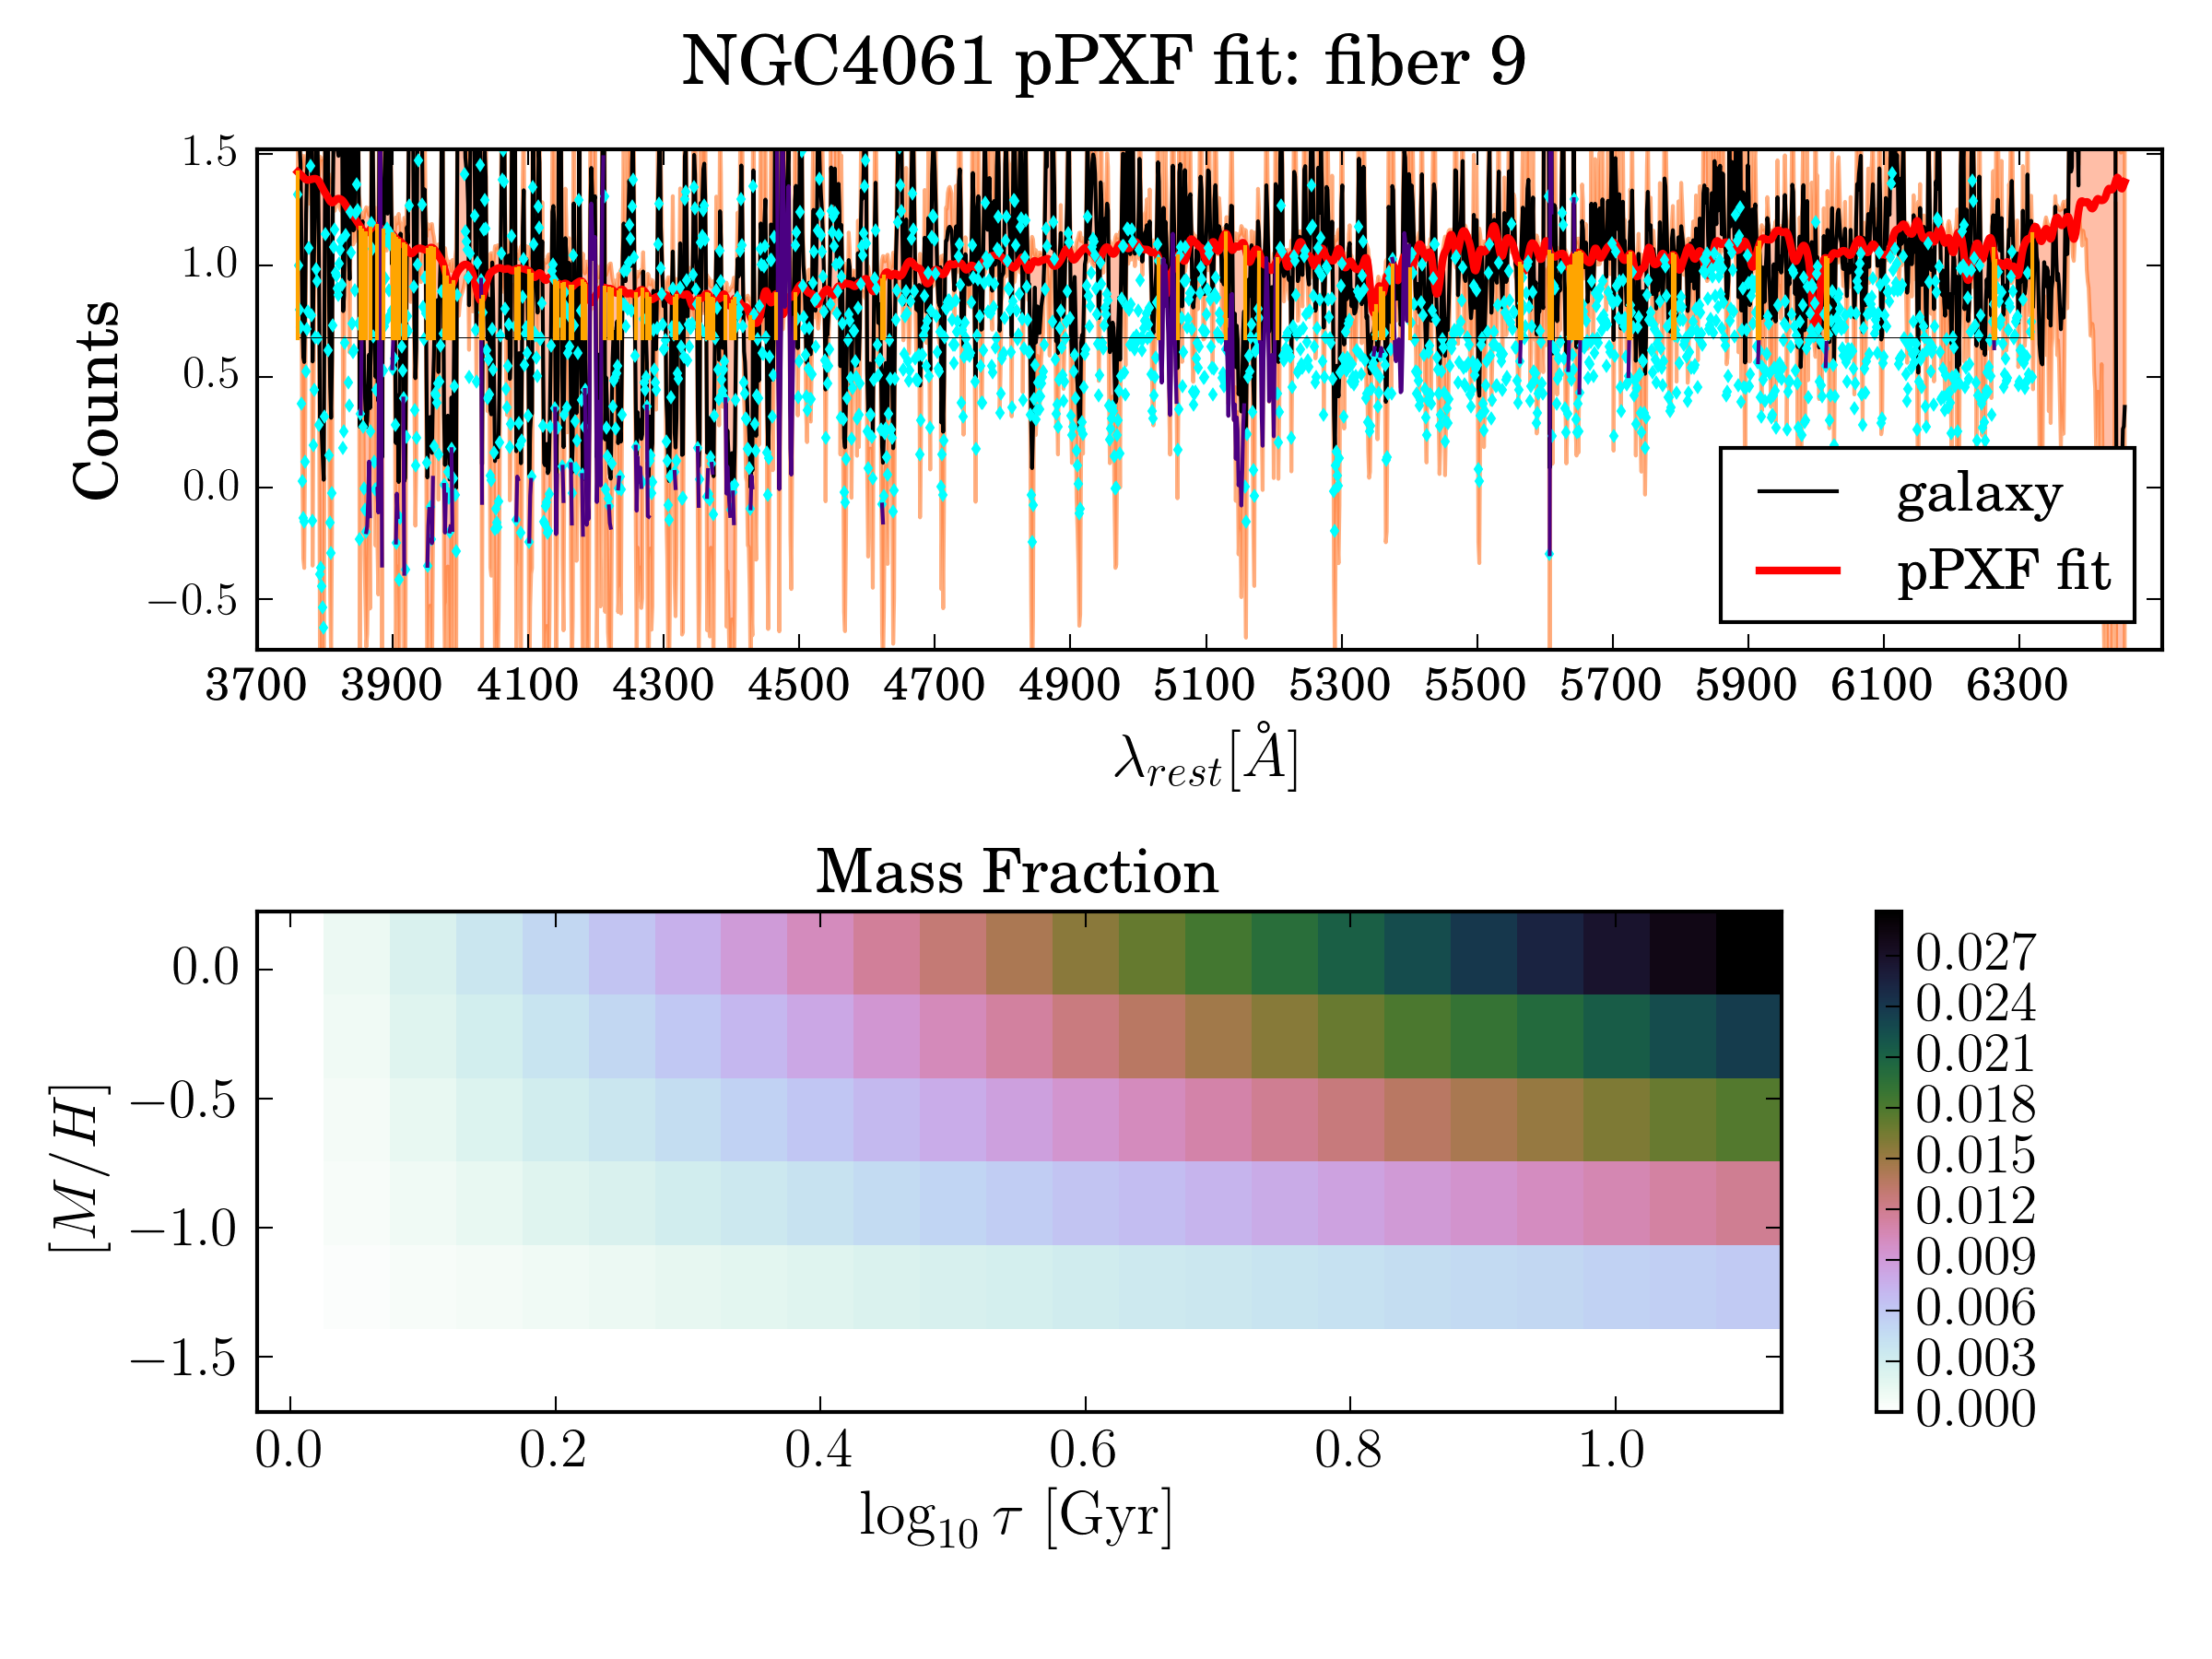 NGC4061 pPXF fit: fiber 9
1.5
1.0
0.5
0.0
−0.5
Counts
galaxy
pPXF fit
3700 3900 4100 4300 4500 4700 4900 5100 5300 5500 5700 5900 6100 6300
λrest[Å]
Mass Fraction
0.0
−0.5
−1.0
−1.5
[M/H]
0.027
0.024
0.021
0.018
0.015
0.012
0.009
0.006
0.003
0.000
0.0 0.2 0.4 0.6 0.8 1.0
log10 τ [Gyr]